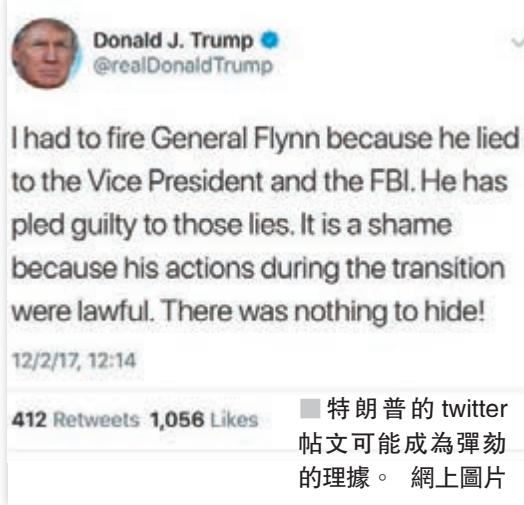 Donald J. Trump
@realDonaldTrump
I had to fire General Flynn because he lied
to the Vice President and the FBI. He has
pled guilty to those lies. It is a shame
because his actions during the transition
were lawful. There was nothing to hide!
12/2/17, 12:14
412 Retweets 1,056 Likes
■特朗普的 twitter
帖文可能成為彈劾
的理據。 網上圖片